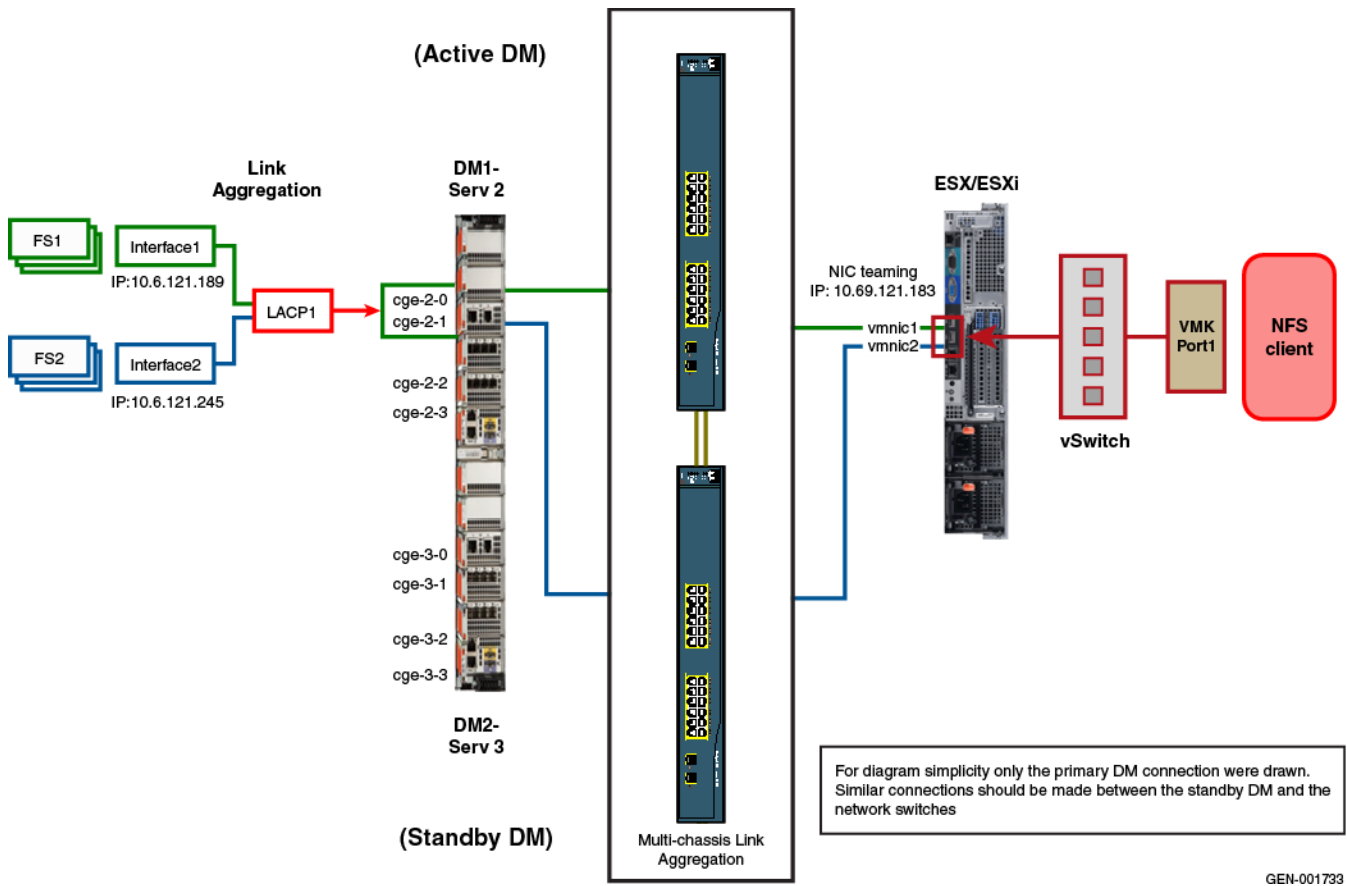 (Active DM)
Link
Aggregation
DM1-
Serv 2
ESX/ESXi
FS1
Interface1
IP:10.6.121.189
LACP1
FS2
Interface2
IP:10.6.121.245
cge-2-0
cge-2-1
cge-2-2
cge-2-3
cge-3-0
cge-3-1
cge-3-2
cge-3-3
DM2-
Serv 3
(Standby DM)
Multi-chassis Link
Aggregation
NIC teaming
IP: 10.69.121.183
vmnic1
vmnic2
vSwitch
VMK
Port1
NFS
client
For diagram simplicity only the primary DM connection were drawn.
Similar connections should be made between the standby DM and the
network switches
GEN-001733